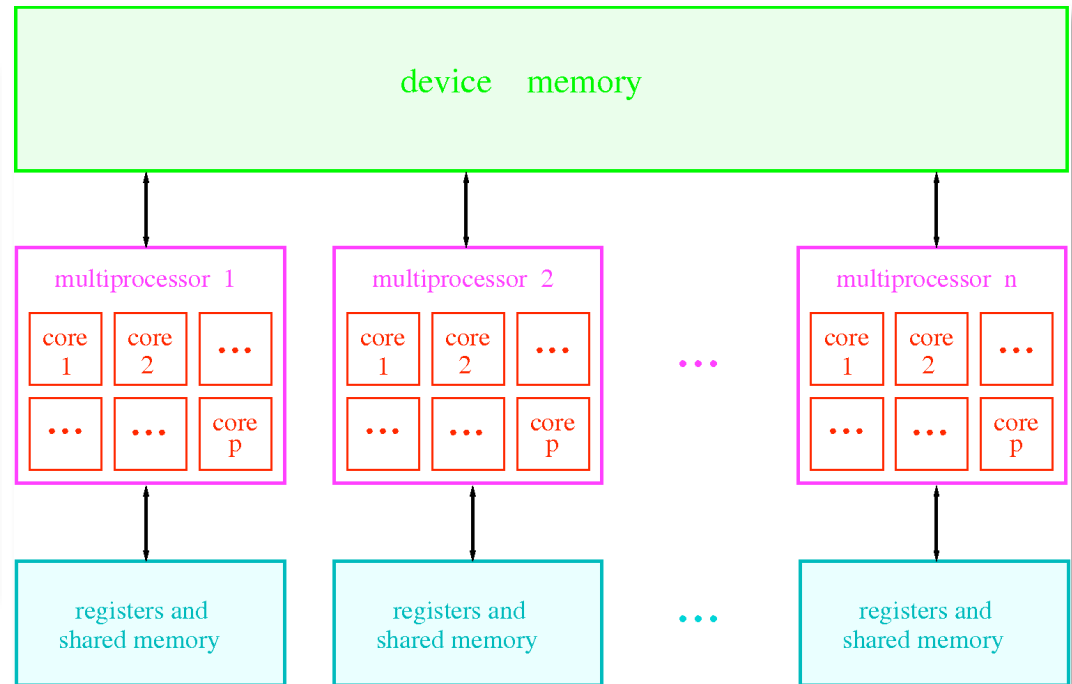 device memory
multiprocessor 1
core 1
core 2
...
...
...
core p
multiprocessor 2
core 1
core 2
...
...
...
core p
...
multiprocessor n
core 1
core 2
...
...
...
core p
registers and
shared memory
registers and
shared memory
...
registers and
shared memory